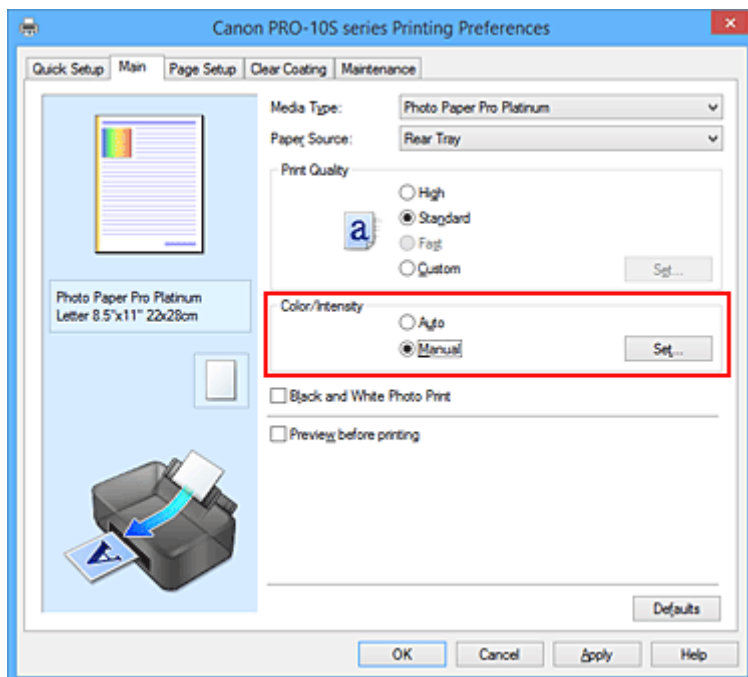 Canon PRO-10S series Printing Preferences
Quick Setup Main Page Setup Clear Coating Maintenance
Media Type: Photo Paper Pro Platinum
Paper Source: Rear Tray
Print Quality
High
Standard
Fast
Custom Set...
a
Photo Paper Pro Platinum
Letter 8.5"x11" 22x28cm
Color/Intensity
Auto
Manual Set...
Black and White Photo Print
Preview before printing
A
Defaults
OK Cancel Apply Help